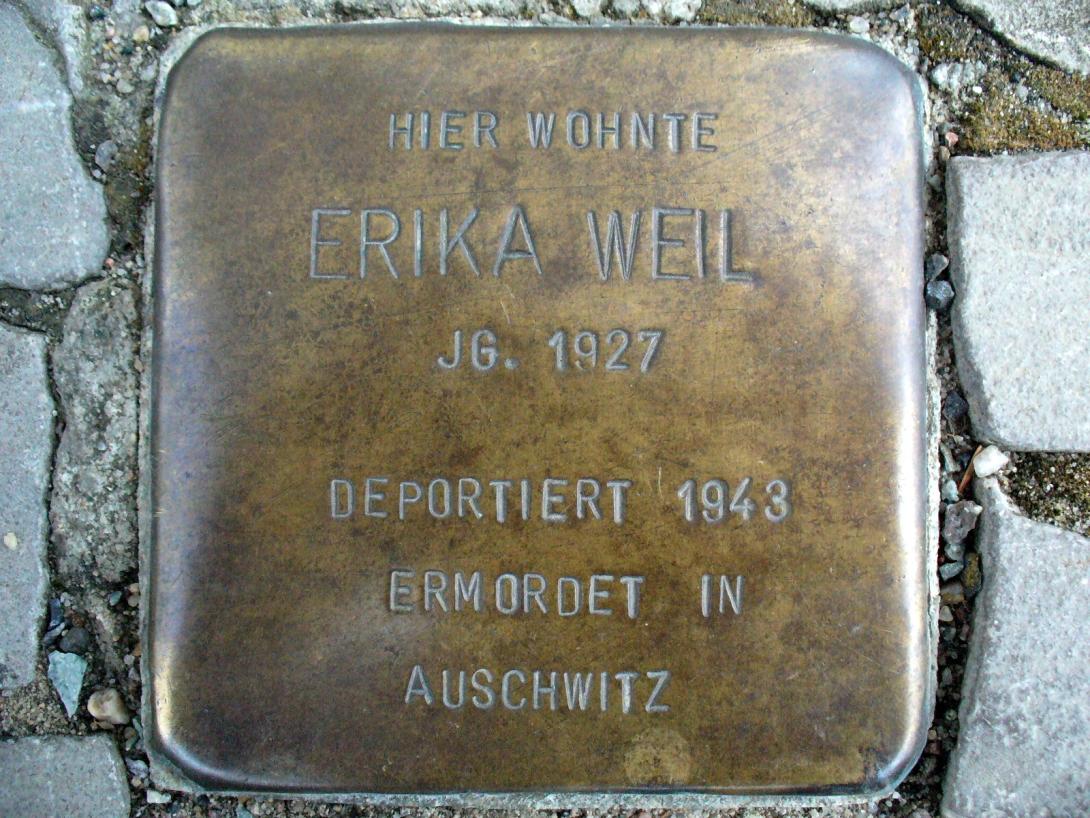 HIER WOHNTE
ERIKA WEIL
JG. 1927
DEPORTIERT 1943
ERMORDET IN
AUSCHWITZ